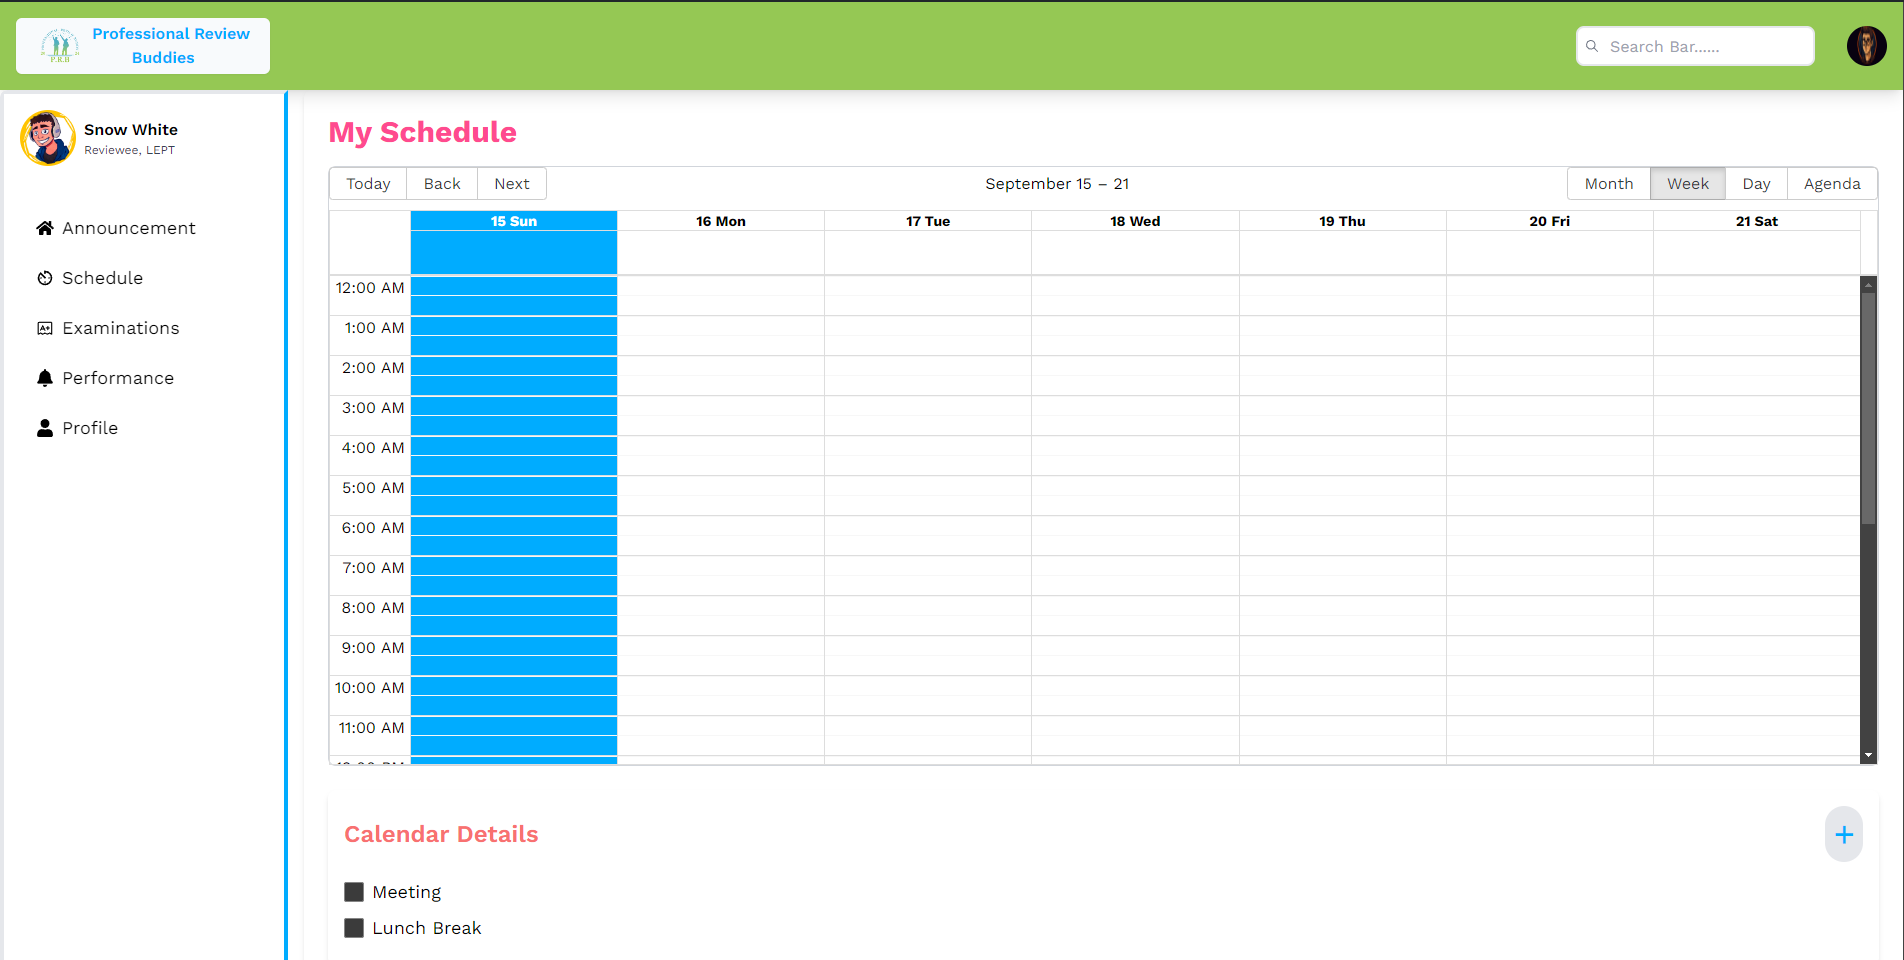 Professional Review
Buddies
P.R.B
Search Bar......
Snow White
Reviewee, LEPT
Announcement
Schedule
Examinations
Performance
Profile
My Schedule
Today Back Next September 15 – 21 Month Week Day Agenda
15 Sun 16 Mon 17 Tue 18 Wed 19 Thu 20 Fri 21 Sat
12:00 AM
1:00 AM
2:00 AM
3:00 AM
4:00 AM
5:00 AM
6:00 AM
7:00 AM
8:00 AM
9:00 AM
10:00 AM
11:00 AM
Calendar Details
+
Meeting
Lunch Break